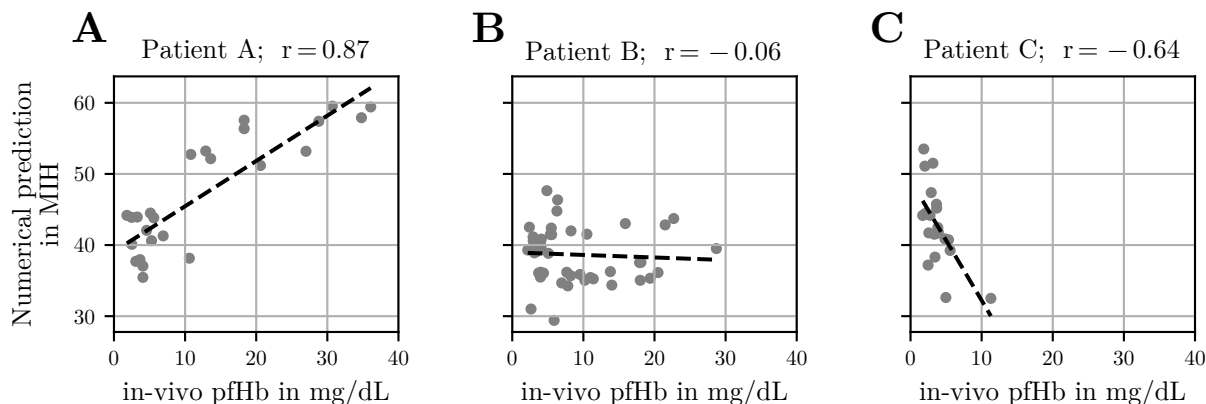 A
Patient A; r = 0.87
B
Patient B; r = −0.06
C
Patient C; r = −0.64
Numerical prediction
in MIH
60
50
40
30
0 10 20 30 40
0 10 20 30 40
0 10 20 30 40
in-vivo pfHb in mg/dL
in-vivo pfHb in mg/dL
in-vivo pfHb in mg/dL